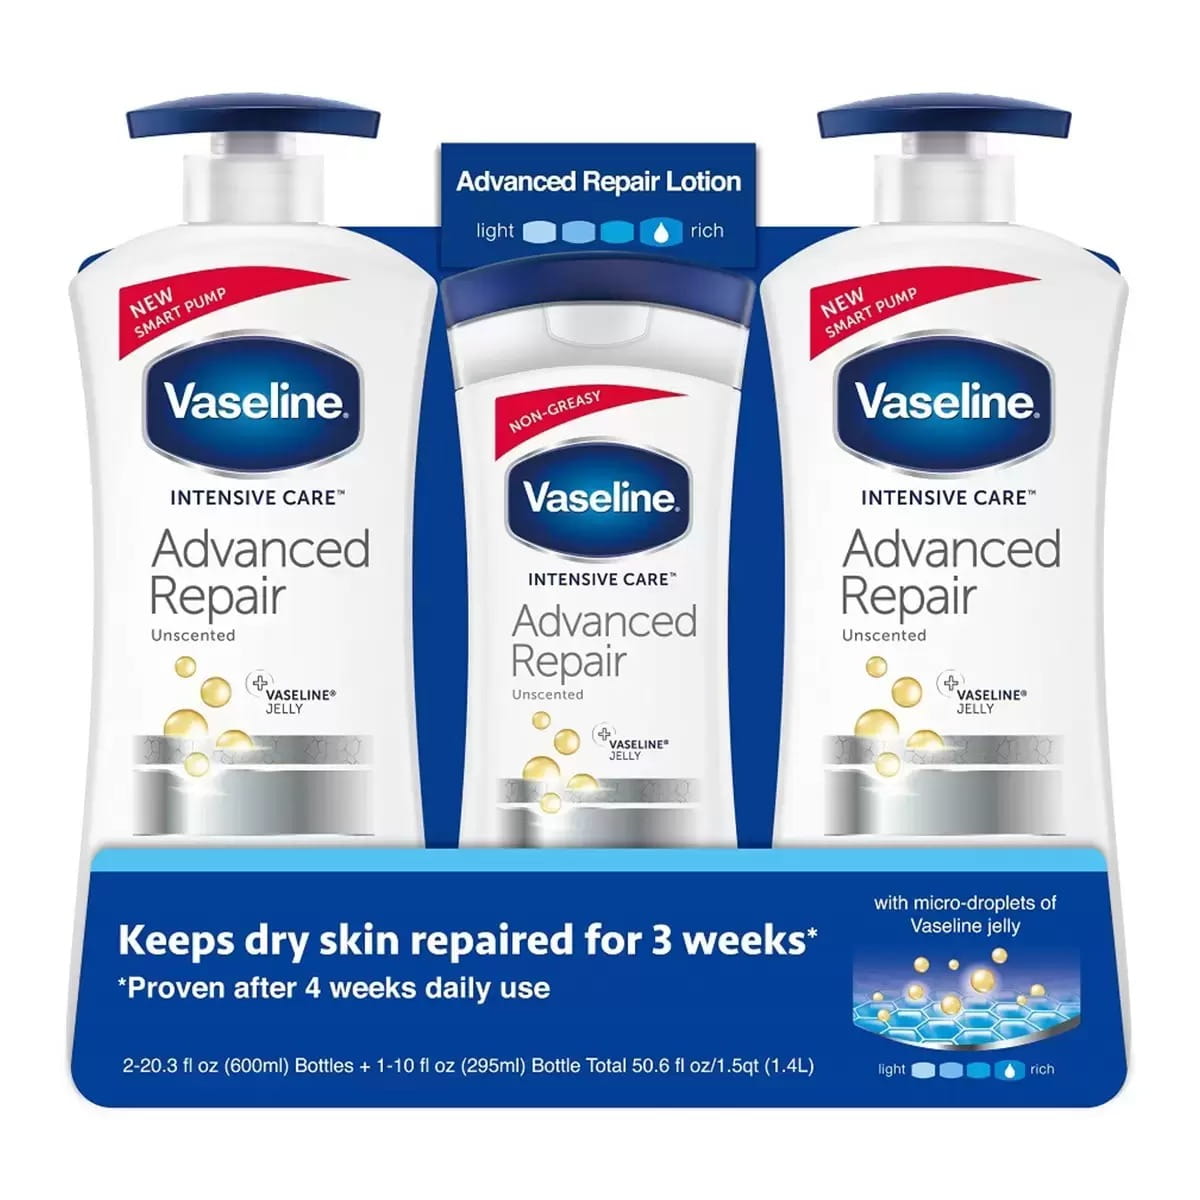 Advanced Repair Lotion
light rich
NEW
SMART PUMP
Vaseline®
INTENSIVE CARE™
Advanced
Repair
Unscented
VASELINE®
JELLY
NON-GREASY
Vaseline®
INTENSIVE CARE™
Advanced
Repair
Unscented
VASELINE®
JELLY
NEW
SMART PUMP
Vaseline®
INTENSIVE CARE™
Advanced
Repair
Unscented
VASELINE®
JELLY
Keeps dry skin repaired for 3 weeks*
*Proven after 4 weeks daily use
2-20.3 fl oz (600ml) Bottles + 1-10 fl oz (295ml) Bottle Total 50.6 fl oz/1.5qt (1.4L)
with micro-droplets of
Vaseline jelly
light rich